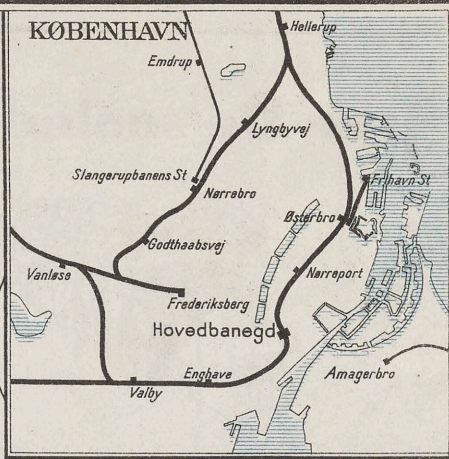 KØBENHAVN
Hellerup
Emdrup
Lyngbyvej
Slangerupbanens St
Nørrebro
Frihavn St
Østerbro
Godthaabsvej
Vanløse
Nørreport
Frederiksberg
Hovedbanegd
Enghave
Amagerbro
Valby